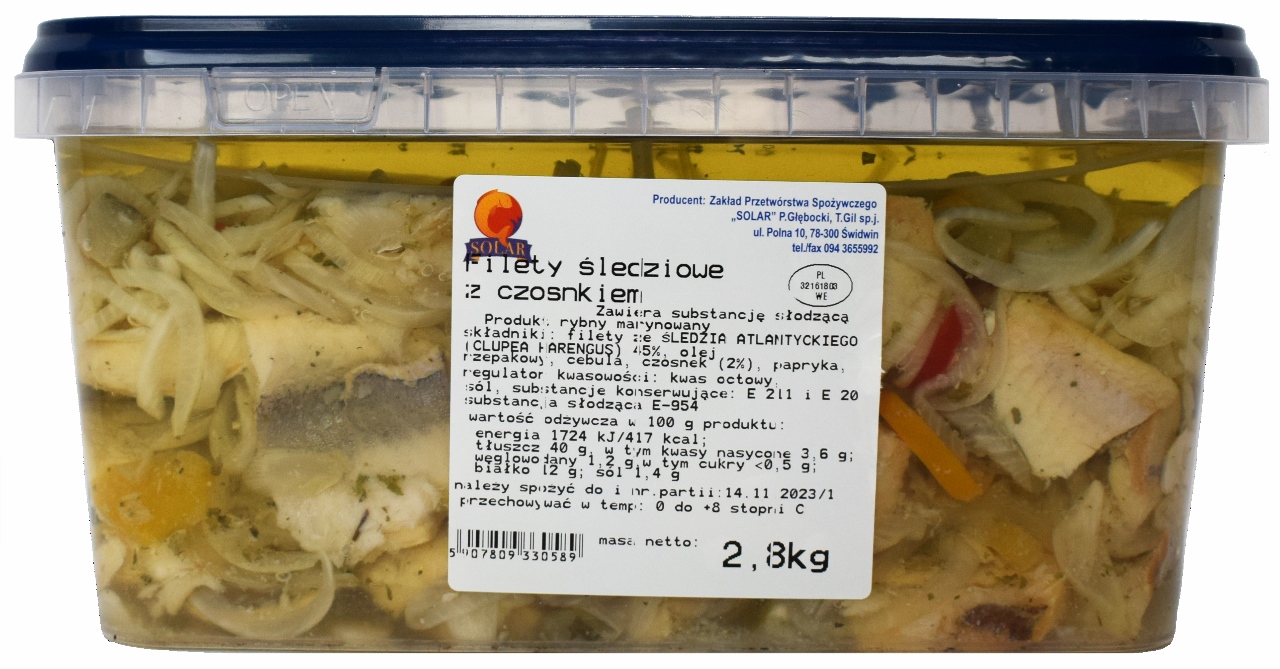 OPEN
SOLAR
Producent: Zakład Przetwórstwa Spożywczego
„SOLAR” P.Głębocki, T.Gil sp.j.
ul. Polna 10, 78-300 Świdwin
tel./fax 094 3655992
Filety śledziowe
z czosnkiem
PL
32161803
WE
Zawiera substancję słodzącą
Produkt rybny marynowany
składniki: filety ze ŚLEDZIA ATLANTYCKIEGO
(CLUPEA HARENGUS) 45%, olej
rzepakowy, cebula, czosnek (2%), papryka,
regulator kwasowości: kwas octowy,
sól, substancje konserwujące: E 211 i E 20
substancja słodząca E-954
wartość odżywcza w 100 g produktu:
energia 1724 kJ/417 kcal;
tłuszcz 40 g, w tym kwasy nasycone 3,6 g;
węglowodany 1,2 g,w tym cukry <0,5 g;
białko 12 g; sól 1,4 g
należy spożyć do i nr.partii:14.11 2023/1
przechowywać w temp: 0 do +8 stopni C
5 907809 330589
masa netto:
2,8kg